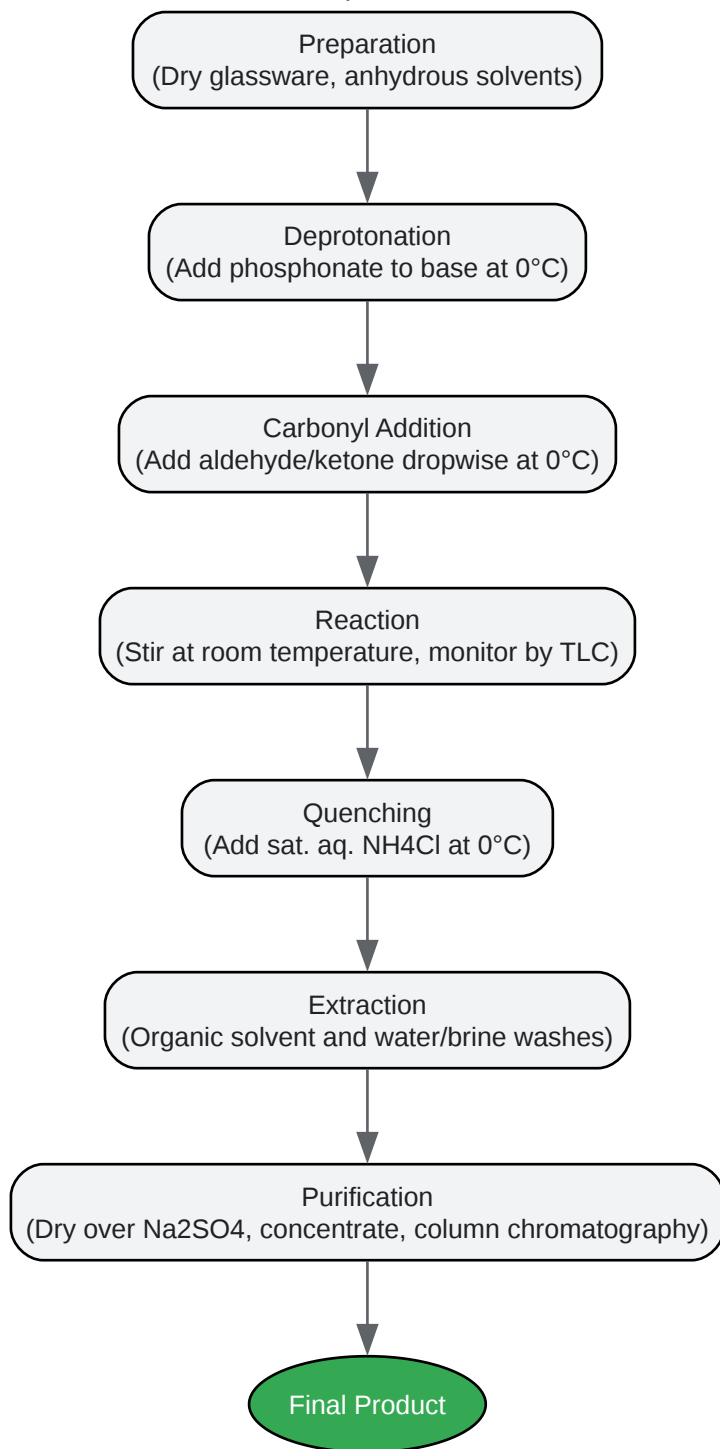 Preparation
(Dry glassware, anhydrous solvents)
Deprotonation
(Add phosphonate to base at 0°C)
Carbonyl Addition
(Add aldehyde/ketone dropwise at 0°C)
Reaction
(Stir at room temperature, monitor by TLC)
Quenching
(Add sat. aq. NH4Cl at 0°C)
Extraction
(Organic solvent and water/brine washes)
Purification
(Dry over Na2SO4, concentrate, column chromatography)
Final Product